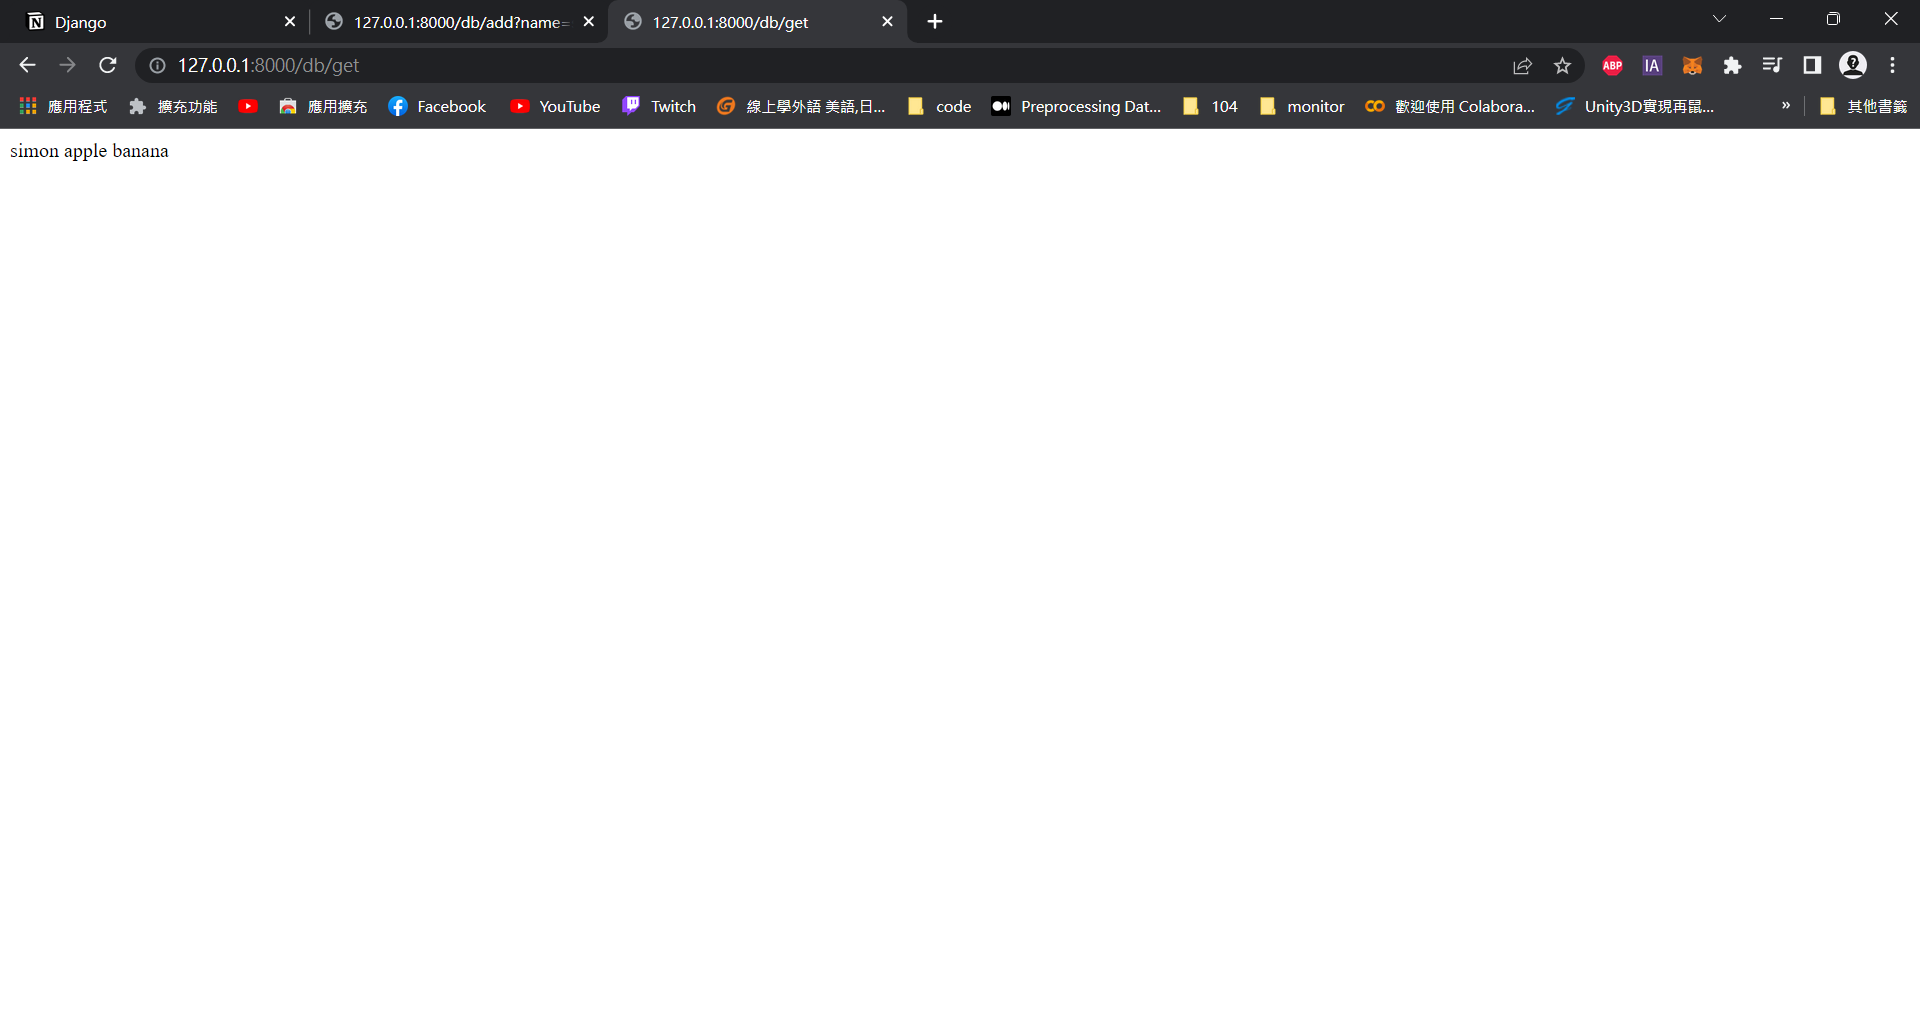 Django
127.0.0.1:8000/db/add?name=
127.0.0.1:8000/db/get
127.0.0.1:8000/db/get
ABP
IA
應用程式
擴充功能
應用擴充
Facebook
YouTube
Twitch
線上學外語 美語,日...
code
Preprocessing Dat...
104
monitor
歡迎使用 Colabora...
Unity3D實現再鼠...
»
其他書籤
simon apple banana